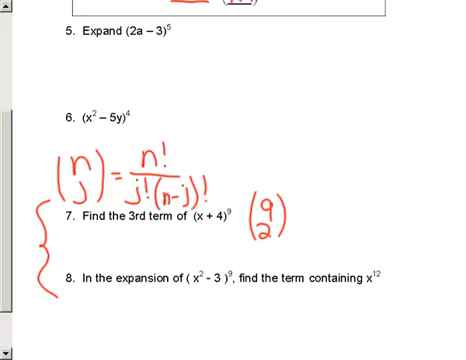 5. Expand (2a – 3)⁵
6. (x² – 5y)⁴
(n j) = n! / j!(n-j)!
7. Find the 3rd term of (x + 4)⁹ (9 2)
8. In the expansion of ( x² - 3 )⁹, find the term containing x¹²